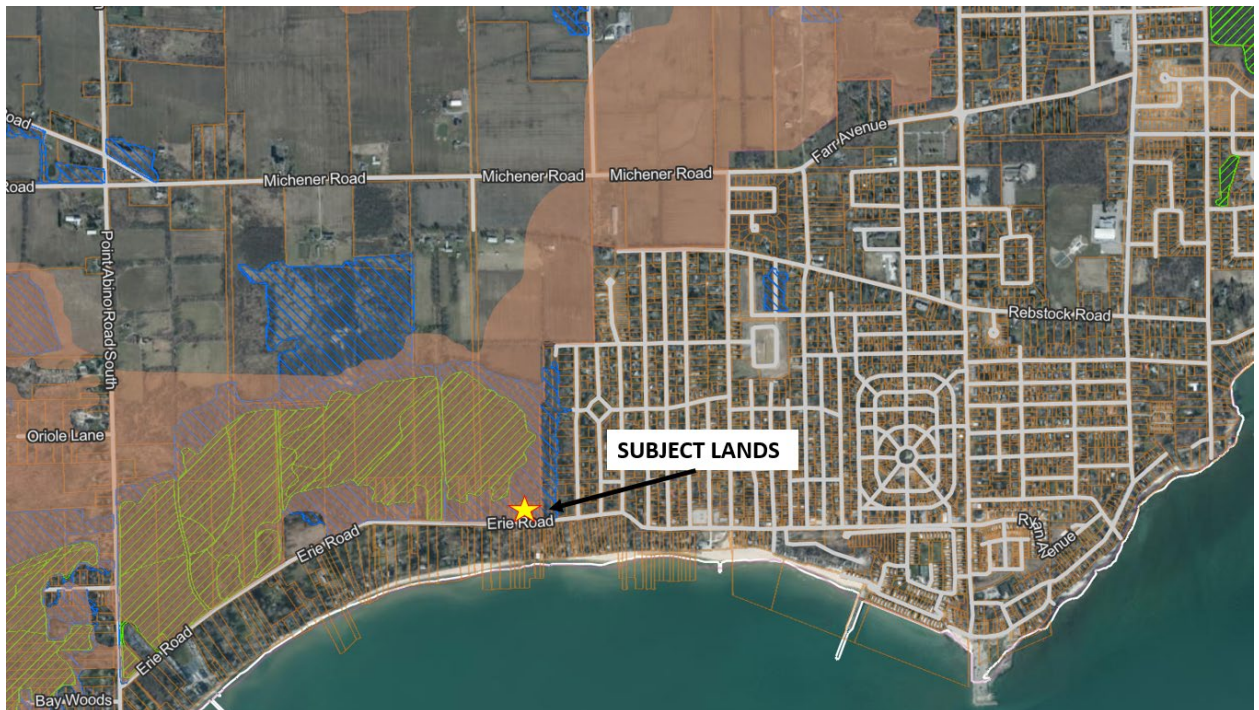 Farr Avenue
oad
Michener Road
Michener Road
Michener Road
Road
Point Abino Road South
Rebstock Road
Oriole Lane
SUBJECT LANDS
Erie Road
Erie Road
Ryan Avenue
Erie Road
Bay Woods